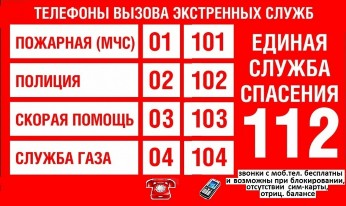 ТЕЛЕФОНЫ ВЫЗОВА ЭКСТРЕННЫХ СЛУЖБ
ПОЖАРНАЯ (МЧС) 01 101
ПОЛИЦИЯ 02 102
СКОРАЯ ПОМОЩЬ 03 103
СЛУЖБА ГАЗА 04 104
ЕДИНАЯ
СЛУЖБА
СПАСЕНИЯ
112
звонки с моб.тел. бесплатны
и возможны при блокировании,
отсутствии сим-карты,
отриц. балансе